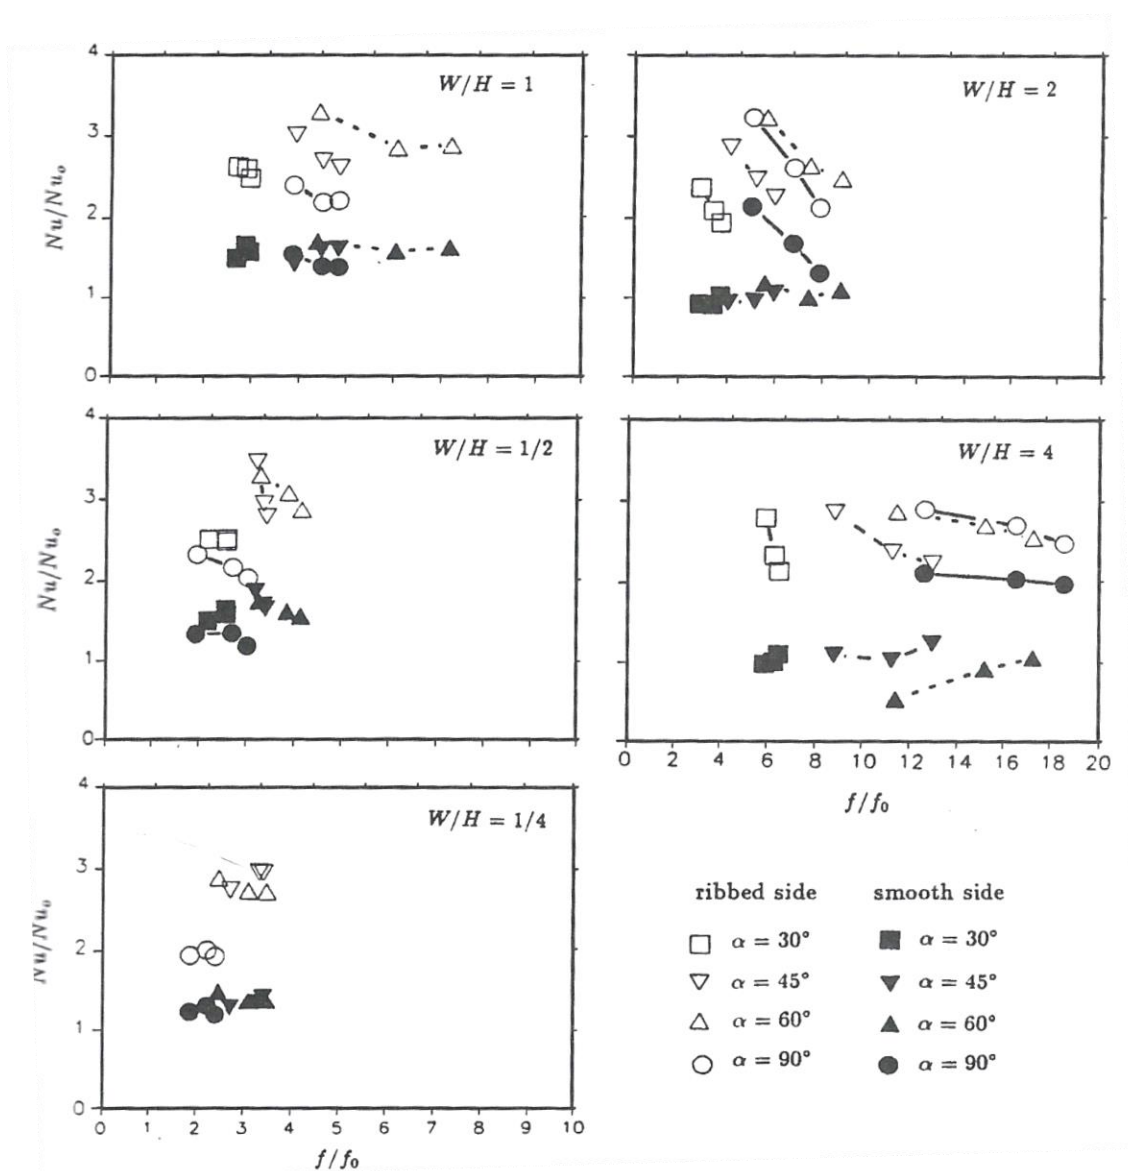 4
3
2
1
0
Nu/Nuₒ
W/H = 1
W/H = 2
4
3
2
1
0
Nu/Nuₒ
W/H = 1/2
W/H = 4
0 2 4 6 8 10 12 14 16 18 20
f/f₀
4
3
2
1
0
Nu/Nuₒ
W/H = 1/4
0 1 2 3 4 5 6 7 8 9 10
f/f₀
ribbed side smooth side
α = 30° α = 30°
α = 45° α = 45°
α = 60° α = 60°
α = 90° α = 90°